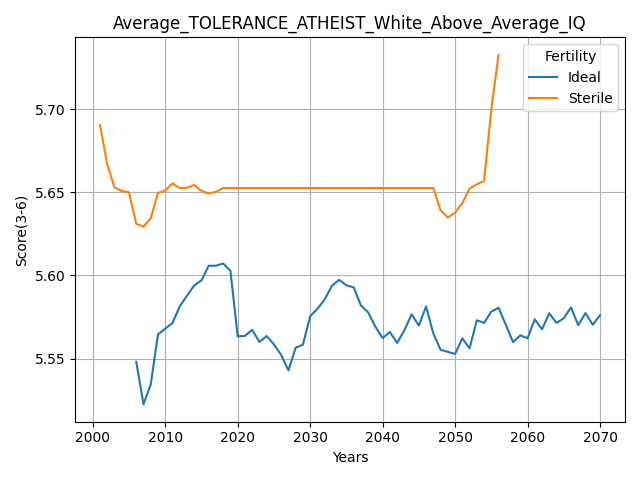 Average_TOLERANCE_ATHEIST_White_Above_Average_IQ
Fertility
Ideal
Sterile
Score(3-6)
5.70
5.65
5.60
5.55
2000 2010 2020 2030 2040 2050 2060 2070
Years